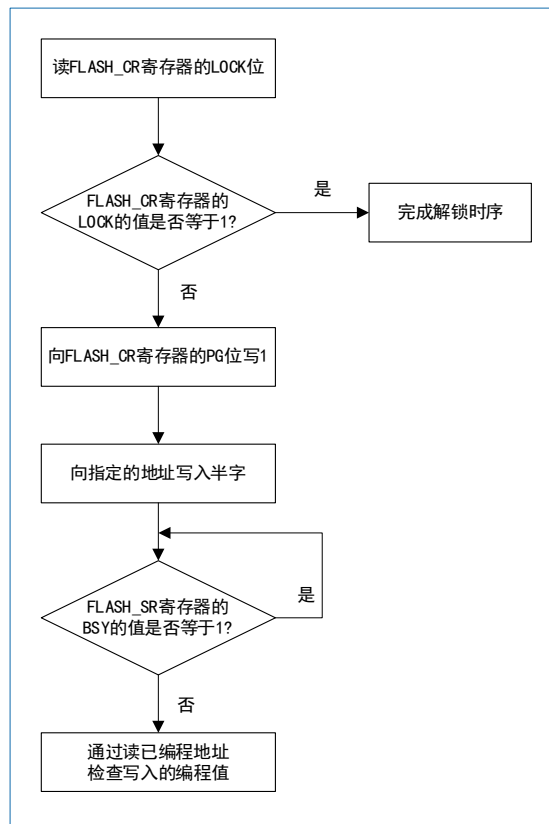 读FLASH_CR寄存器的LOCK位
FLASH_CR寄存器的
LOCK的值是否等于1?
是
完成解锁时序
否
向FLASH_CR寄存器的PG位写1
向指定的地址写入半字
FLASH_SR寄存器的
BSY的值是否等于1?
是
否
通过读已编程地址
检查写入的编程值